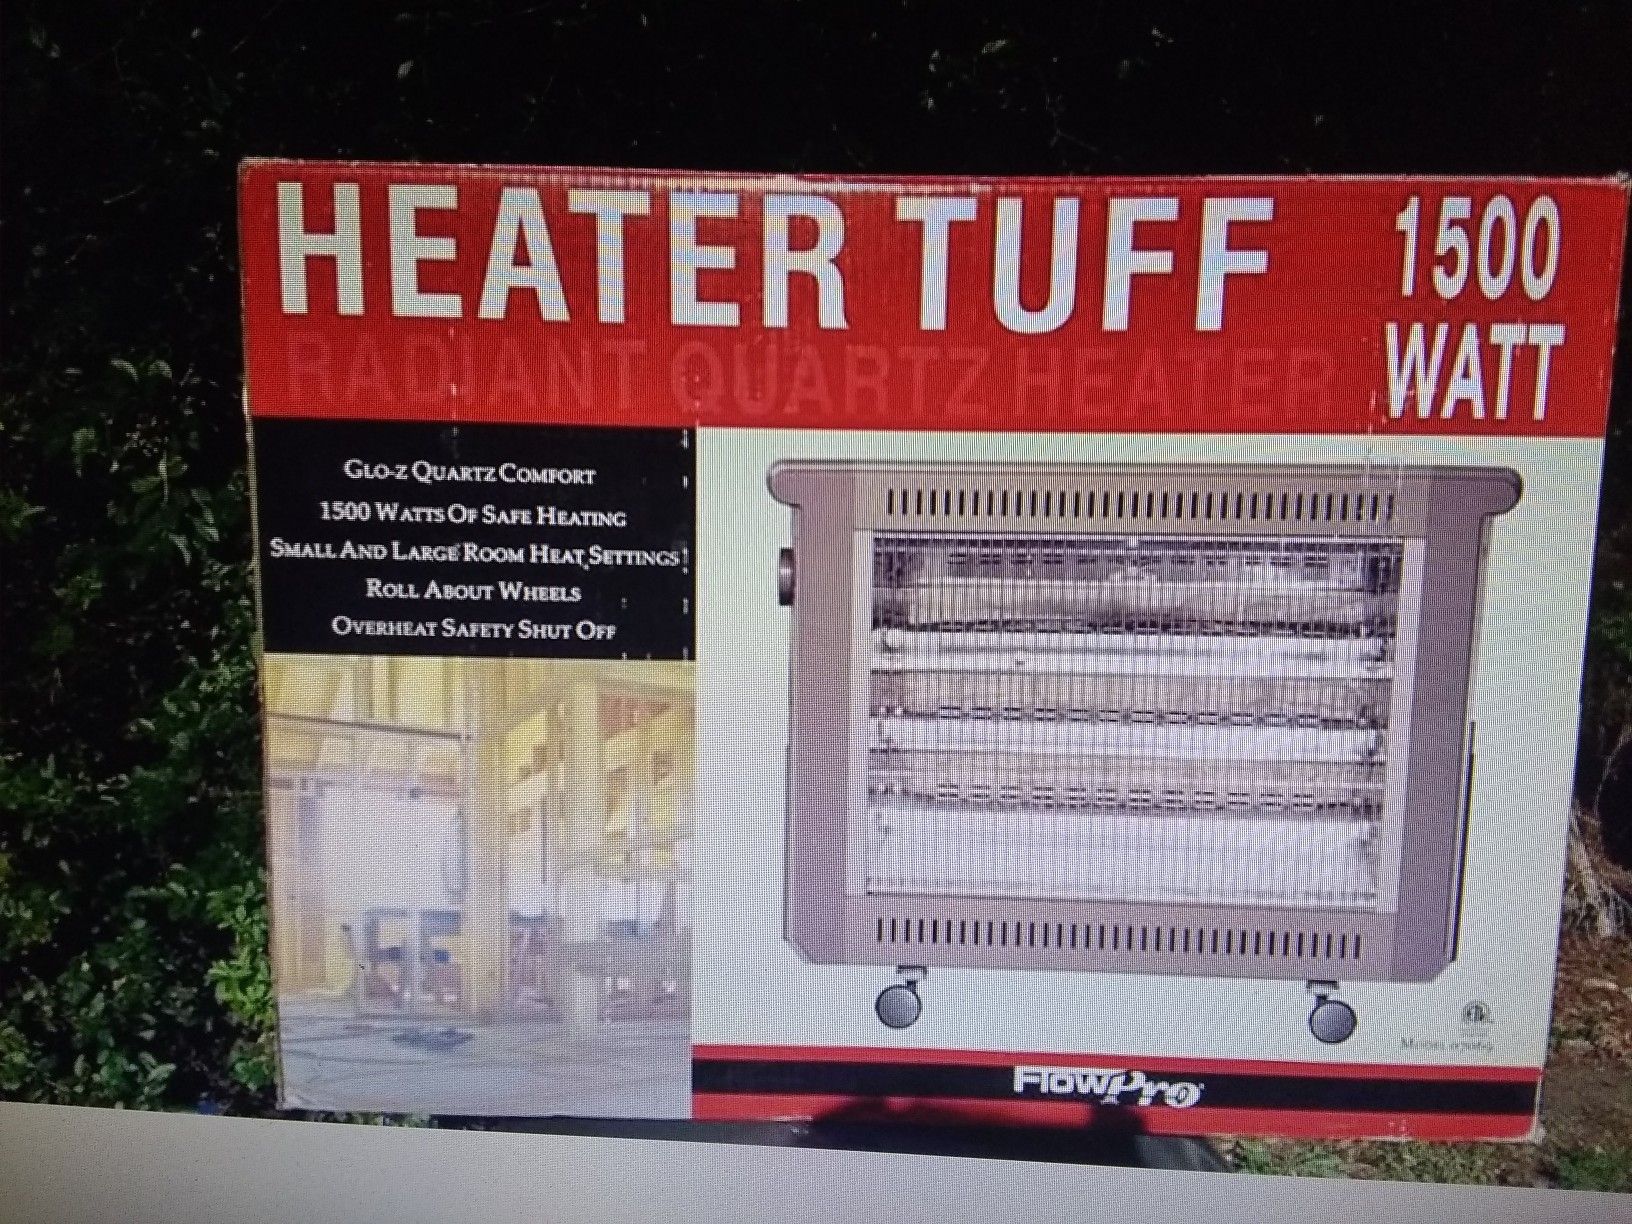 HEATER TUFF
1500
WATT
RADIANT QUARTZ HEATER
GLO-Z QUARTZ COMFORT
1500 WATTS OF SAFE HEATING
SMALL AND LARGE ROOM HEAT SETTINGS
ROLL ABOUT WHEELS
OVERHEAT SAFETY SHUT OFF
MODEL
FlowPro